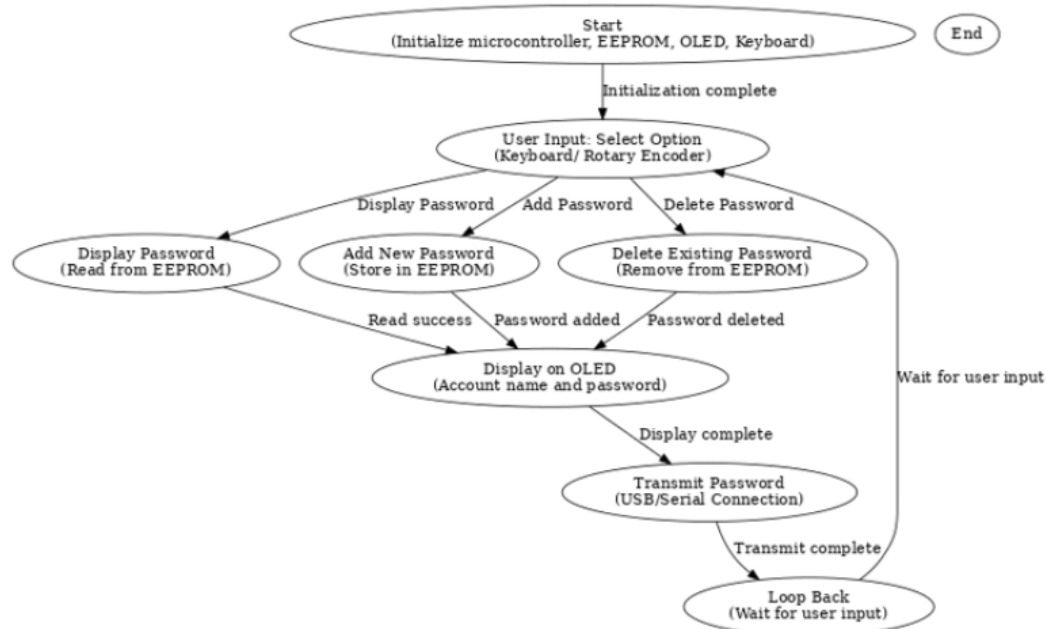 Start
(Initialize microcontroller, EEPROM, OLED, Keyboard)
End
Initialization complete
User Input: Select Option
(Keyboard/ Rotary Encoder)
Display Password
Add Password
Delete Password
Display Password
(Read from EEPROM)
Add New Password
(Store in EEPROM)
Delete Existing Password
(Remove from EEPROM)
Read success
Password added
Password deleted
Display on OLED
(Account name and password)
Wait for user input
Display complete
Transmit Password
(USB/Serial Connection)
Transmit complete
Loop Back
(Wait for user input)